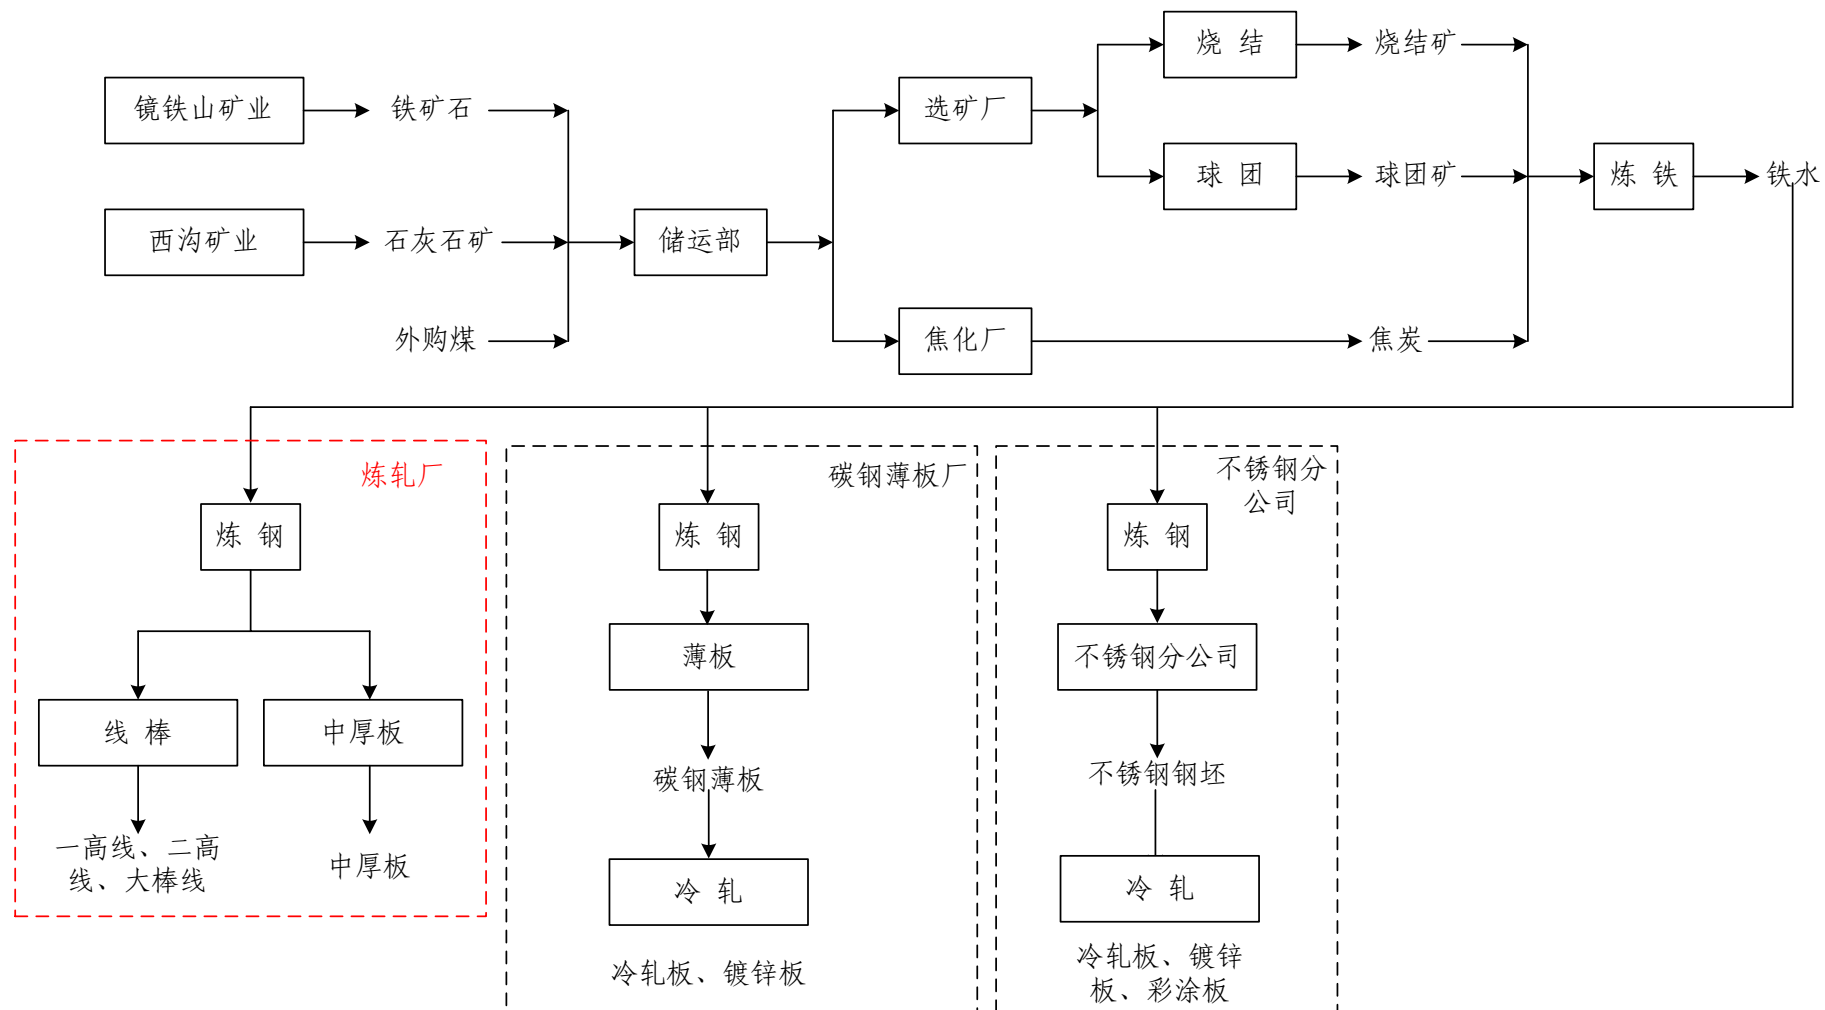 烧 结
烧结矿
镜铁山矿业
铁矿石
选矿厂
球 团
球团矿
炼 铁
铁水
西沟矿业
石灰石矿
储运部
外购煤
焦化厂
焦炭
炼轧厂
炼 钢
线 棒
中厚板
一高线、二高
线、大棒线
中厚板
碳钢薄板厂
炼 钢
薄板
碳钢薄板
冷 轧
冷轧板、镀锌板
不锈钢分
公司
炼 钢
不锈钢分公司
不锈钢钢坯
冷 轧
冷轧板、镀锌
板、彩涂板